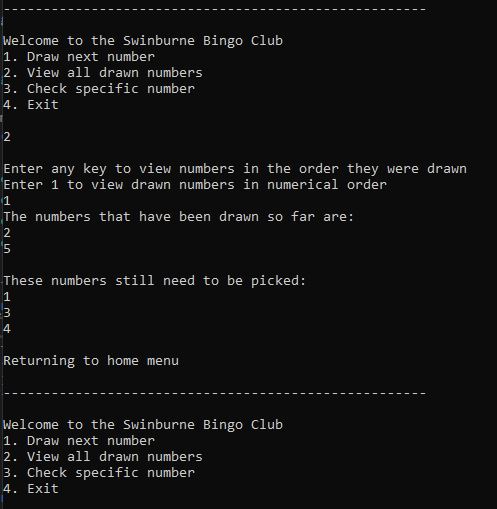 -----------------------------------------------------
Welcome to the Swinburne Bingo Club
1. Draw next number
2. View all drawn numbers
3. Check specific number
4. Exit
2
Enter any key to view numbers in the order they were drawn
Enter 1 to view drawn numbers in numerical order
1
The numbers that have been drawn so far are:
2
5
These numbers still need to be picked:
1
3
4
Returning to home menu
-----------------------------------------------------
Welcome to the Swinburne Bingo Club
1. Draw next number
2. View all drawn numbers
3. Check specific number
4. Exit